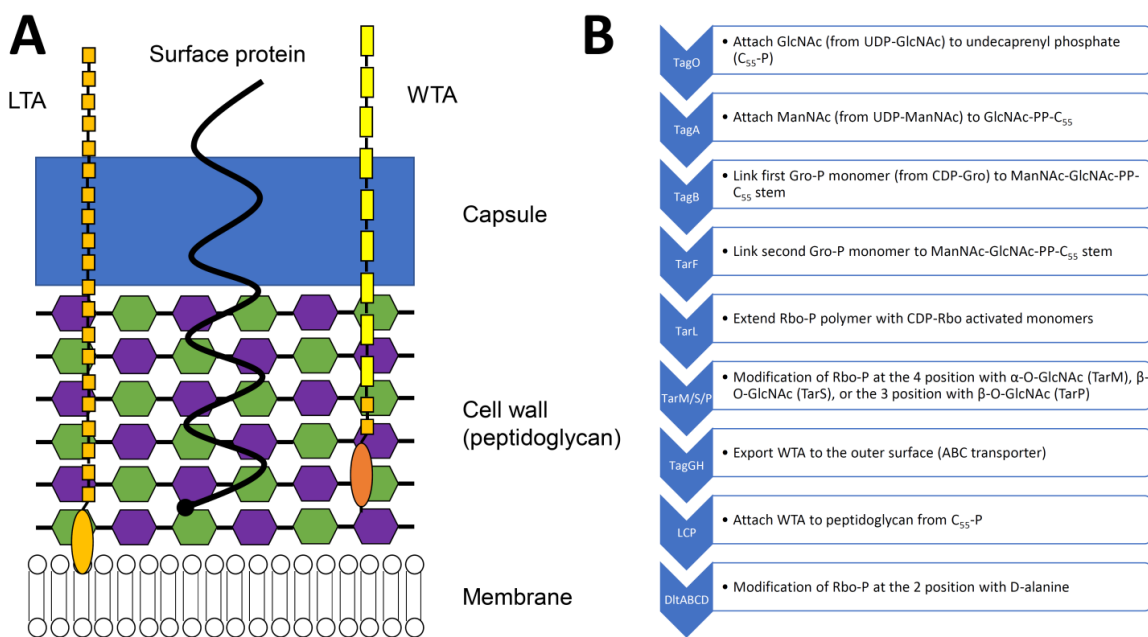 A
Surface protein
LTA
WTA
Capsule
Cell wall
(peptidoglycan)
Membrane
B
TagO
• Attach GlcNAc (from UDP-GlcNAc) to undecaprenyl phosphate
(C₅₅-P)
TagA
• Attach ManNAc (from UDP-ManNAc) to GlcNAc-PP-C₅₅
TagB
• Link first Gro-P monomer (from CDP-Gro) to ManNAc-GlcNAc-PP-
C₅₅ stem
TarF
• Link second Gro-P monomer to ManNAc-GlcNAc-PP-C₅₅ stem
TarL
• Extend Rbo-P polymer with CDP-Rbo activated monomers
TarM/S/P
• Modification of Rbo-P at the 4 position with α-O-GlcNAc (TarM), β-
O-GlcNAc (TarS), or the 3 position with β-O-GlcNAc (TarP)
TagGH
• Export WTA to the outer surface (ABC transporter)
LCP
• Attach WTA to peptidoglycan from C₅₅-P
DltABCD
• Modification of Rbo-P at the 2 position with D-alanine